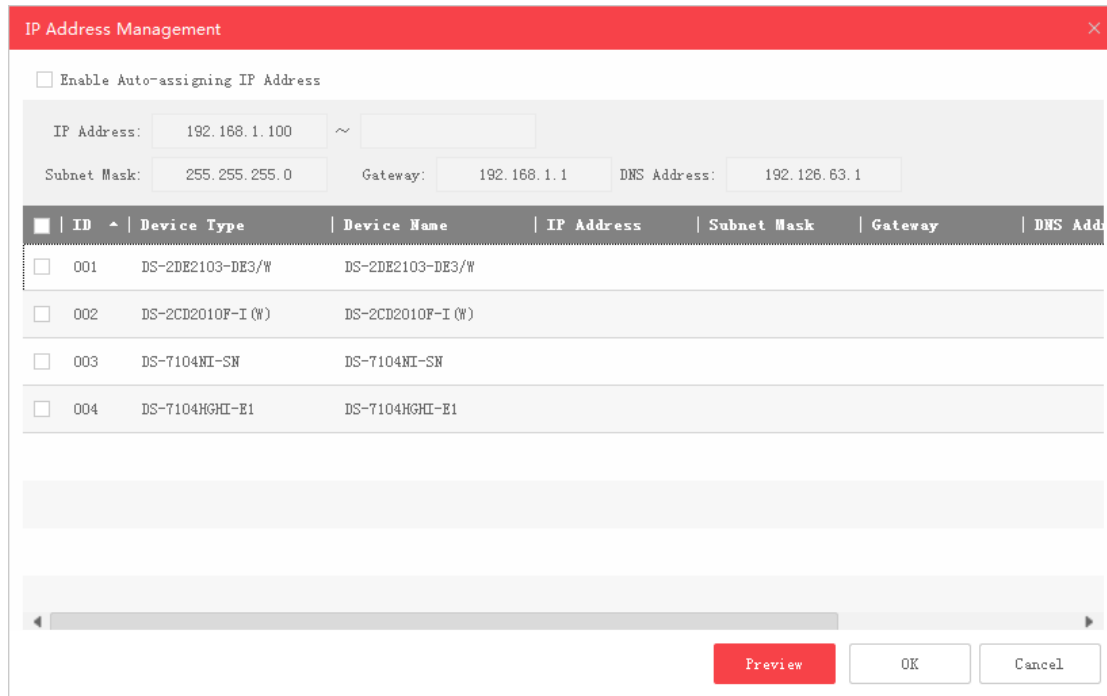 IP Address Management
Enable Auto-assigning IP Address
IP Address: 192.168.1.100 ~
Subnet Mask: 255.255.255.0 Gateway: 192.168.1.1 DNS Address: 192.126.63.1
ID Device Type Device Name IP Address Subnet Mask Gateway DNS Add
001 DS-2DE2103-DE3/W DS-2DE2103-DE3/W
002 DS-2CD2010F-I(W) DS-2CD2010F-I(W)
003 DS-7104NI-SN DS-7104NI-SN
004 DS-7104HGHI-E1 DS-7104HGHI-E1
Preview OK Cancel